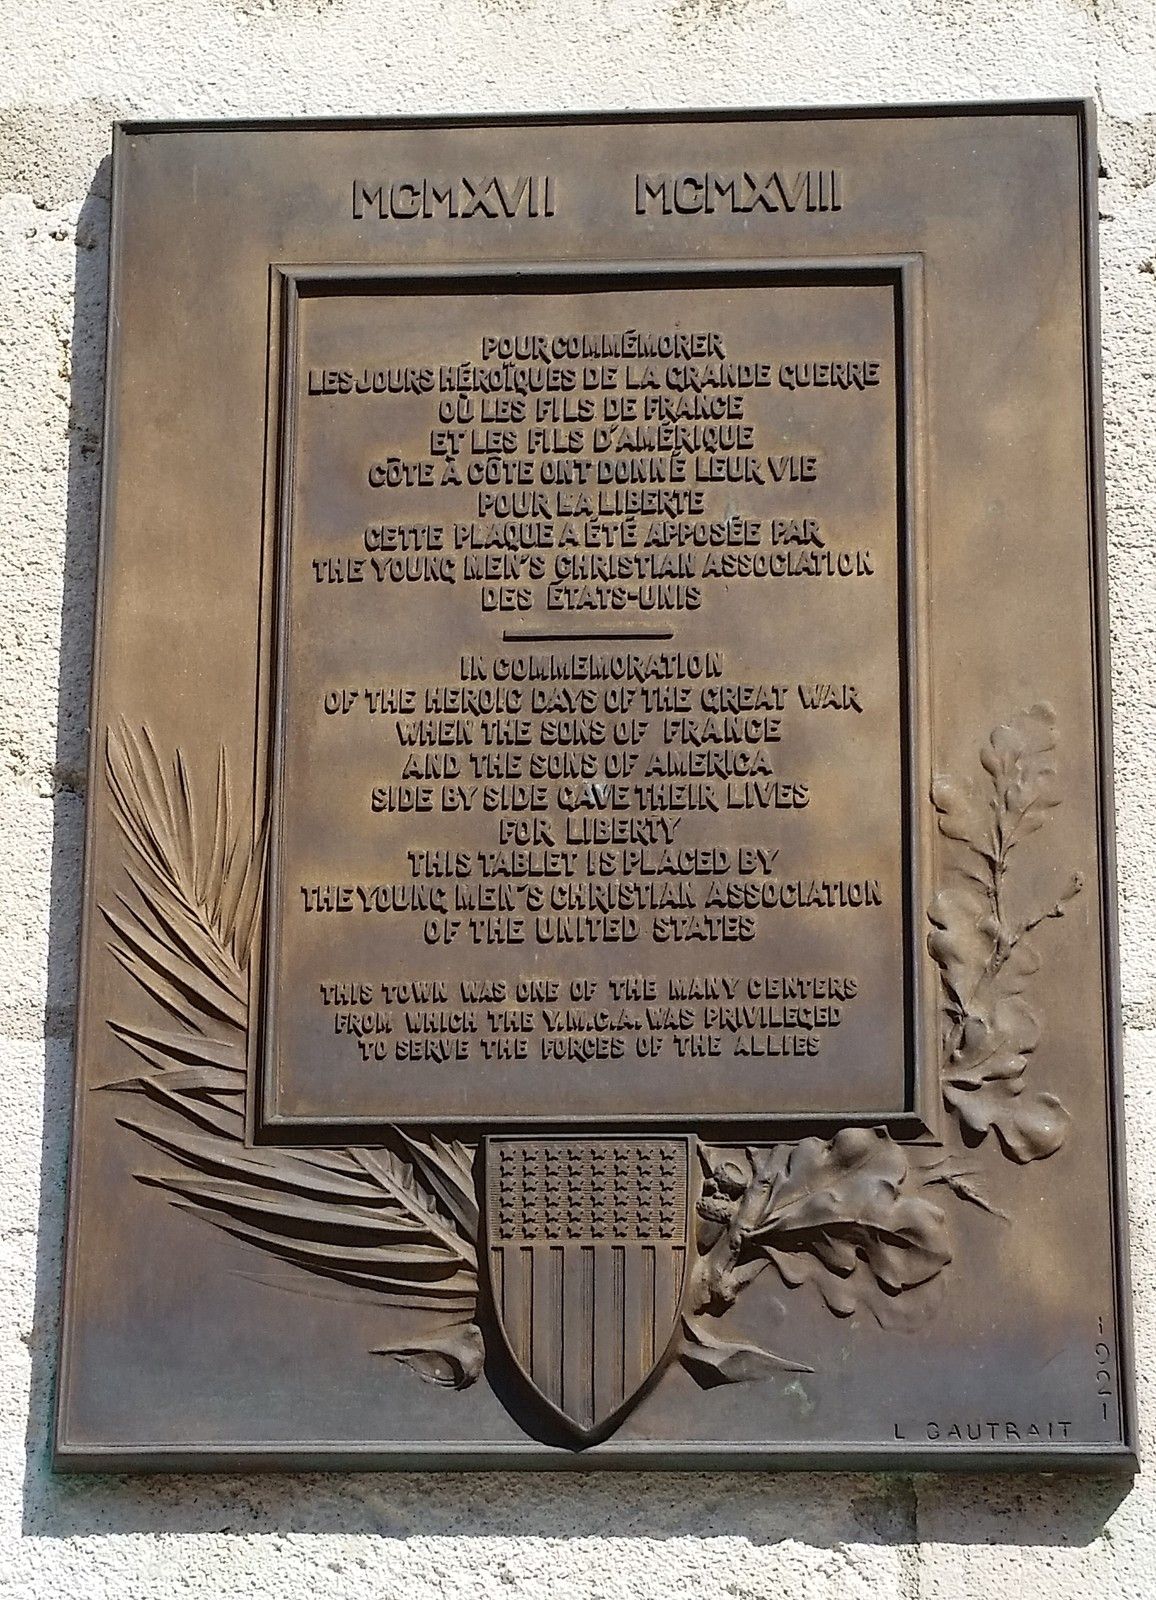 MCMXVII MCMXVIII
POUR COMMÉMORER
LES JOURS HÉROÏQUES DE LA GRANDE GUERRE
OÙ LES FILS DE FRANCE
ET LES FILS D'AMÉRIQUE
CÔTE À CÔTE ONT DONNÉ LEUR VIE
POUR LA LIBERTE
CETTE PLAQUE A ÉTÉ APPOSÉE PAR
THE YOUNG MEN'S CHRISTIAN ASSOCIATION
DES ÉTATS-UNIS
IN COMMEMORATION
OF THE HEROIC DAYS OF THE GREAT WAR
WHEN THE SONS OF FRANCE
AND THE SONS OF AMERICA
SIDE BY SIDE GAVE THEIR LIVES
FOR LIBERTY
THIS TABLET IS PLACED BY
THE YOUNG MEN'S CHRISTIAN ASSOCIATION
OF THE UNITED STATES
THIS TOWN WAS ONE OF THE MANY CENTERS
FROM WHICH THE Y.M.C.A. WAS PRIVILEGED
TO SERVE THE FORCES OF THE ALLIES
L GAUTRAIT